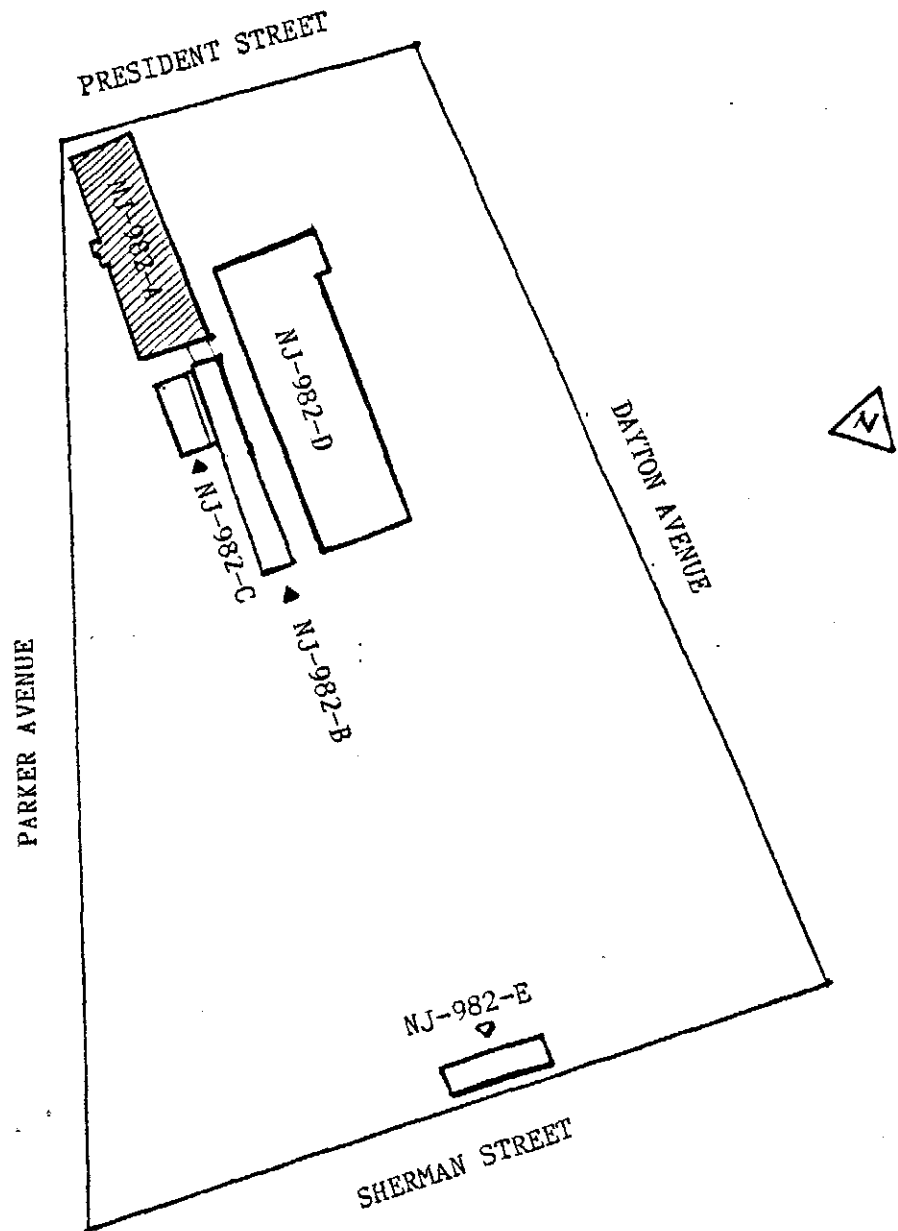 PRESIDENT STREET
NJ-982-A
NJ-982-D
DAYTON AVENUE
N
NJ-982-C
NJ-982-B
PARKER AVENUE
NJ-982-E
SHERMAN STREET